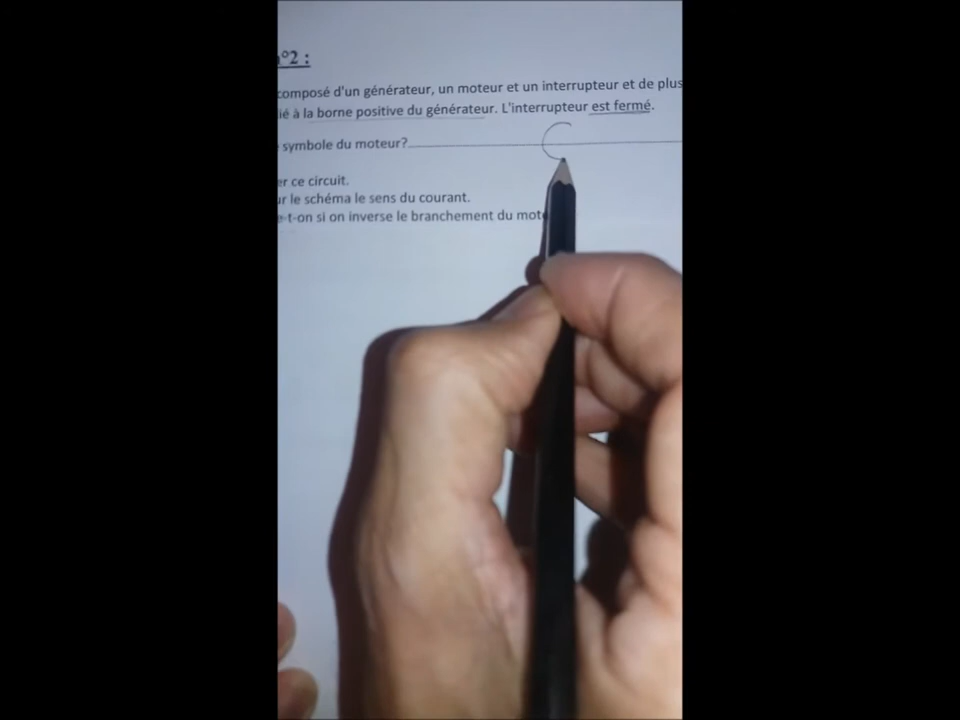 n°2 :
composé d'un générateur, un moteur et un interrupteur et de plus
ié à la borne positive du générateur. L'interrupteur est fermé.
symbole du moteur?
er ce circuit.
ur le schéma le sens du courant.
e-t-on si on inverse le branchement du mot